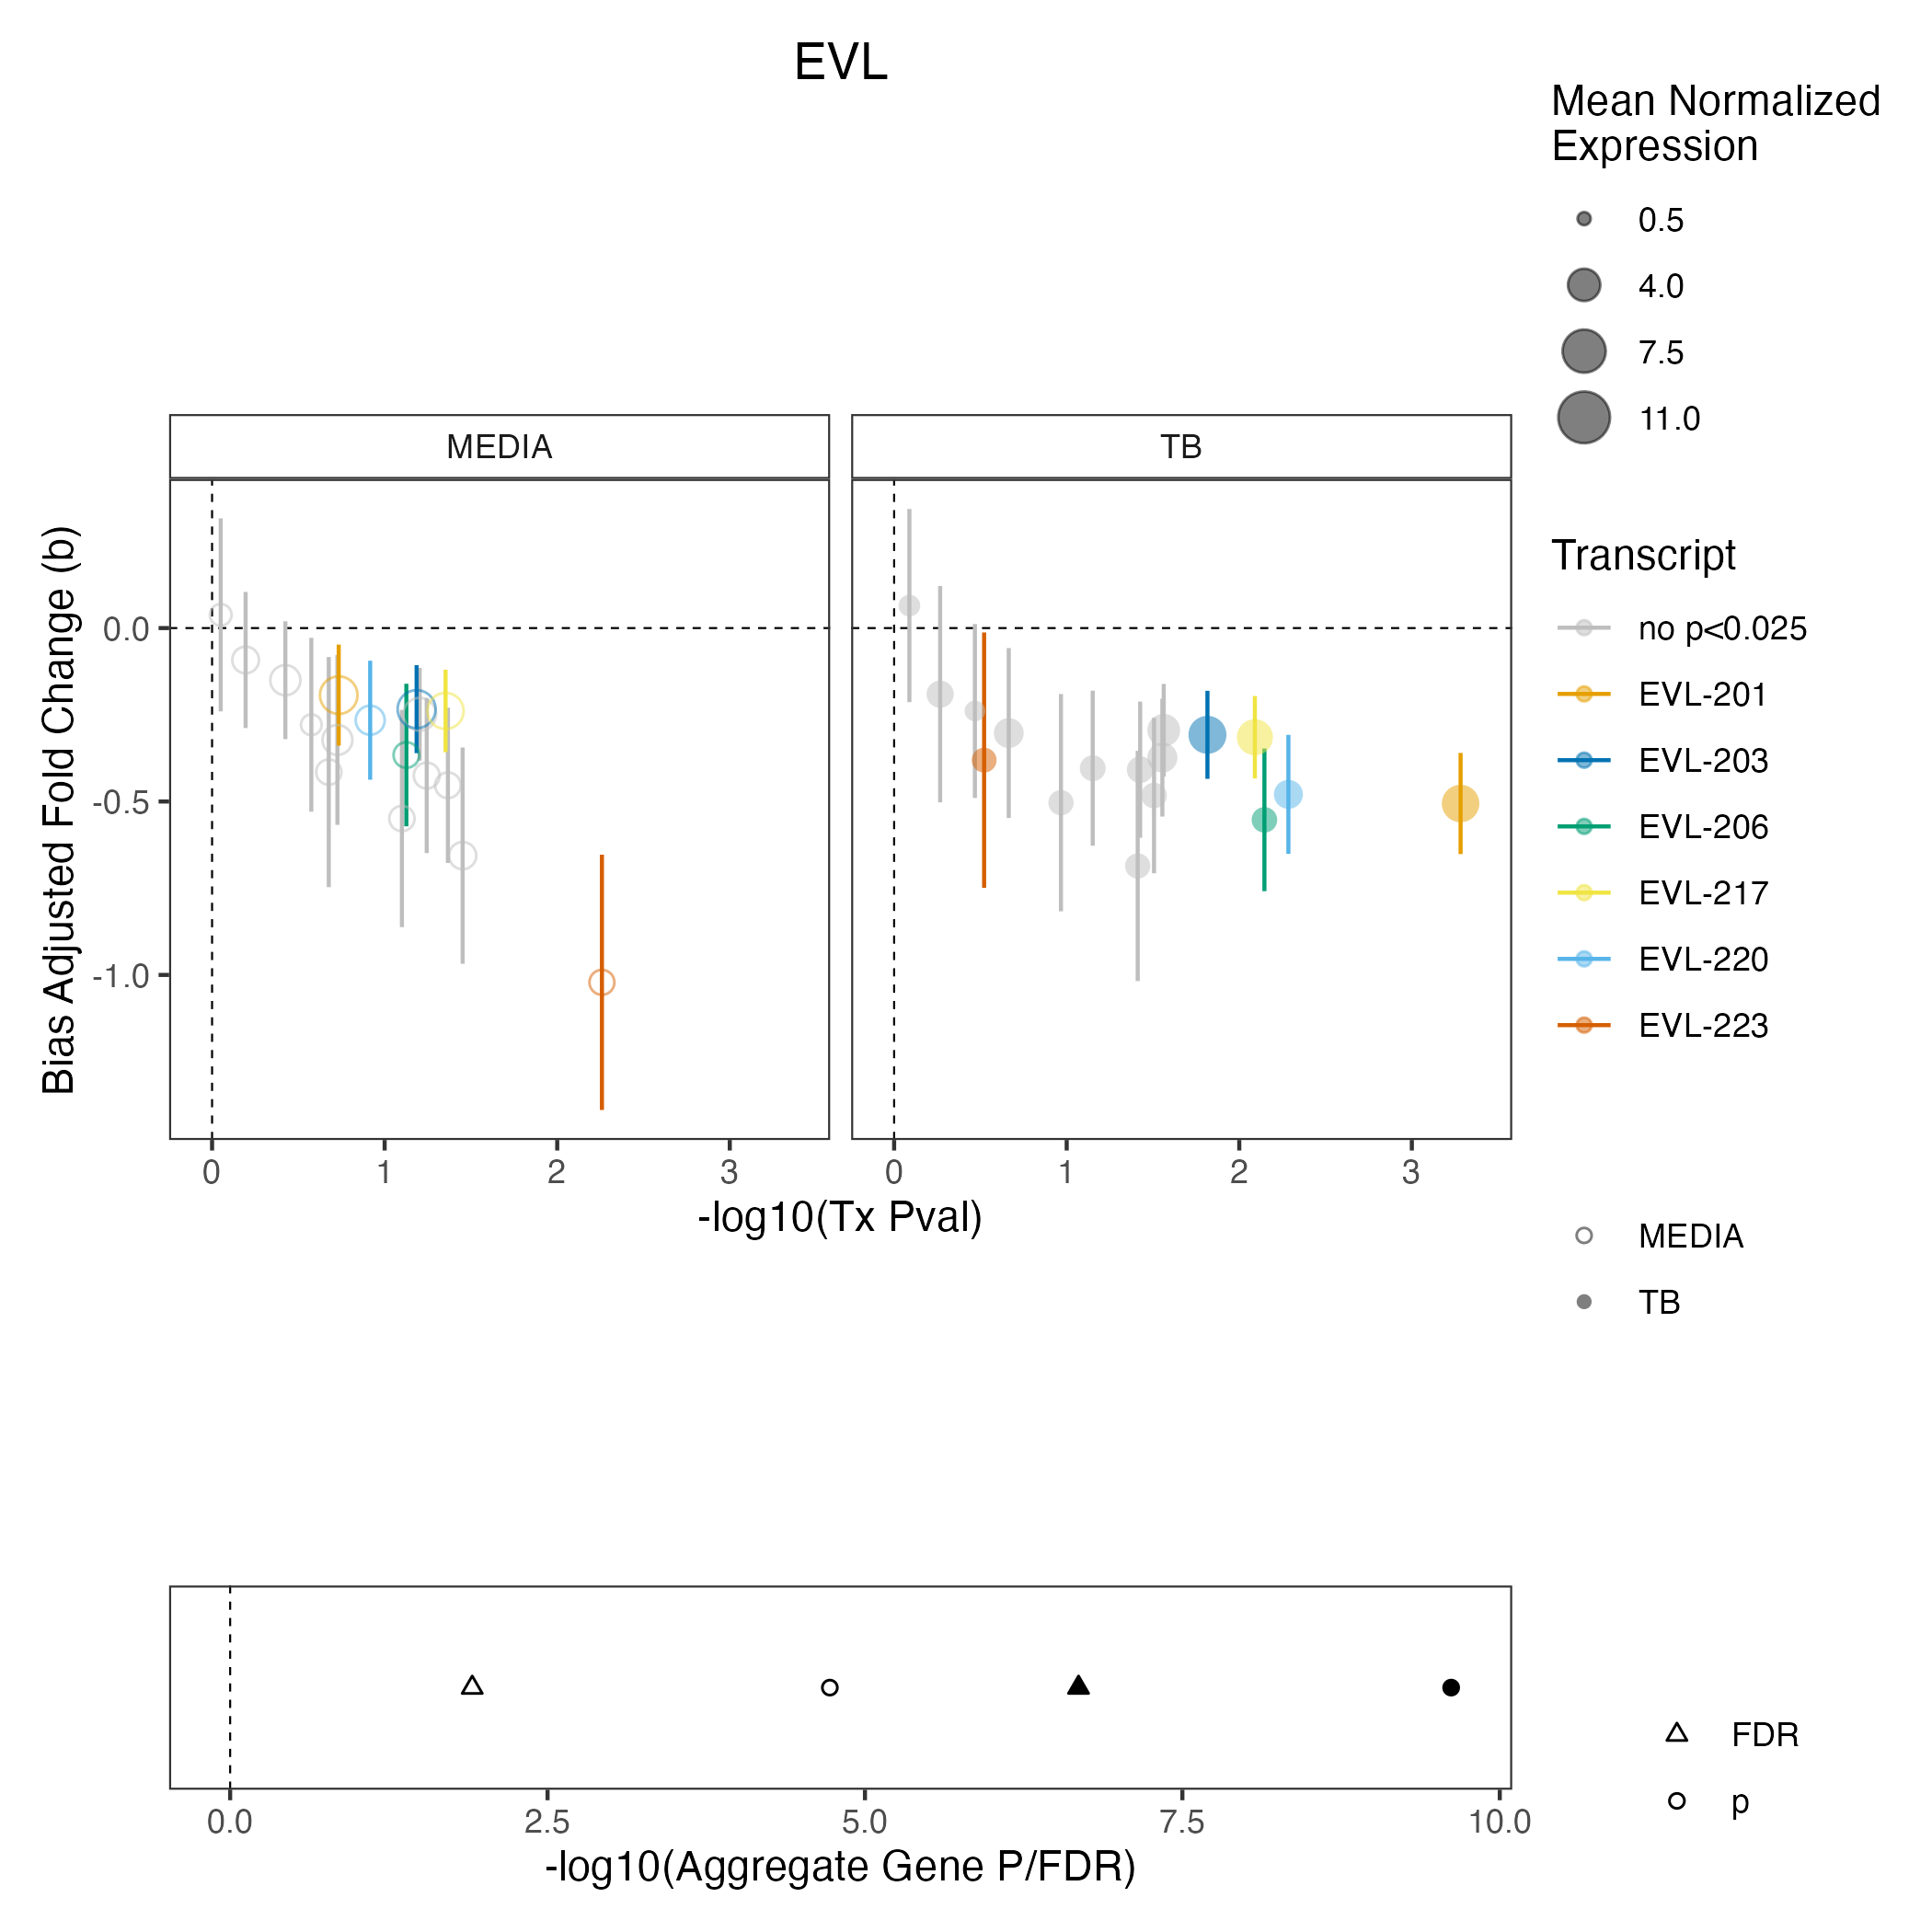 EVL
Mean Normalized
Expression
0.5
4.0
7.5
11.0
MEDIA
TB
Bias Adjusted Fold Change (b)
0.0
-0.5
-1.0
0
1
2
3
0
1
2
3
-log10(Tx Pval)
Transcript
no p<0.025
EVL-201
EVL-203
EVL-206
EVL-217
EVL-220
EVL-223
MEDIA
TB
0.0
2.5
5.0
7.5
10.0
-log10(Aggregate Gene P/FDR)
FDR
p